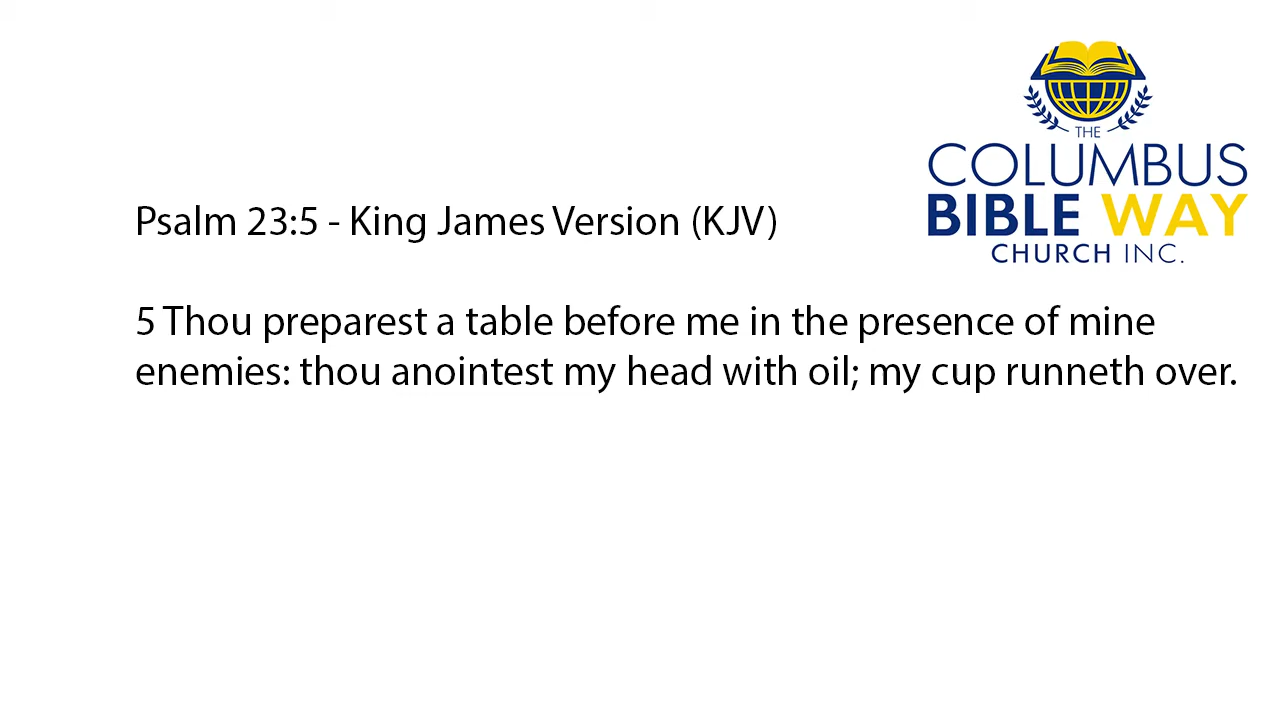 THE
COLUMBUS
BIBLE WAY
CHURCH INC.
Psalm 23:5 - King James Version (KJV)
5 Thou preparest a table before me in the presence of mine
enemies: thou anointest my head with oil; my cup runneth over.